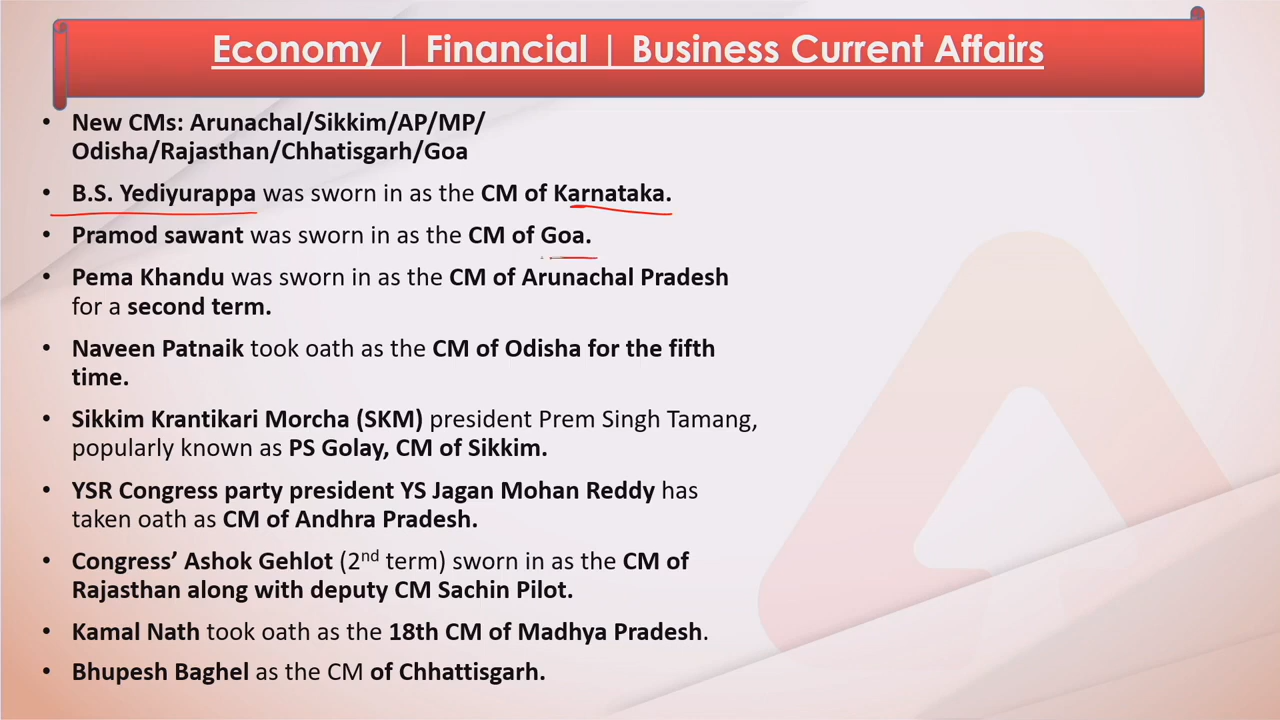 Economy | Financial | Business Current Affairs
• New CMs: Arunachal/Sikkim/AP/MP/
Odisha/Rajasthan/Chhatisgarh/Goa
• B.S. Yediyurappa was sworn in as the CM of Karnataka.
• Pramod sawant was sworn in as the CM of Goa.
• Pema Khandu was sworn in as the CM of Arunachal Pradesh
for a second term.
• Naveen Patnaik took oath as the CM of Odisha for the fifth
time.
• Sikkim Krantikari Morcha (SKM) president Prem Singh Tamang,
popularly known as PS Golay, CM of Sikkim.
• YSR Congress party president YS Jagan Mohan Reddy has
taken oath as CM of Andhra Pradesh.
• Congress’ Ashok Gehlot (2nd term) sworn in as the CM of
Rajasthan along with deputy CM Sachin Pilot.
• Kamal Nath took oath as the 18th CM of Madhya Pradesh.
• Bhupesh Baghel as the CM of Chhattisgarh.